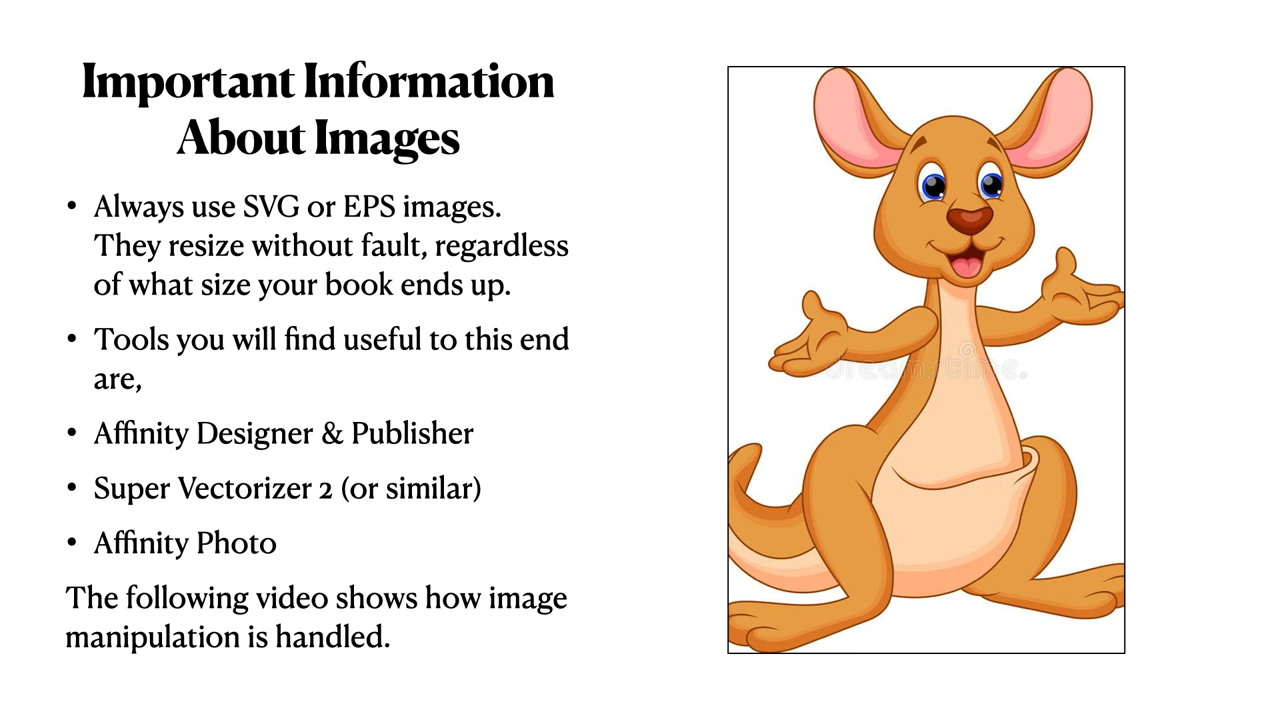 Important Information
About Images
• Always use SVG or EPS images.
They resize without fault, regardless
of what size your book ends up.
• Tools you will find useful to this end
are,
• Affinity Designer & Publisher
• Super Vectorizer 2 (or similar)
• Affinity Photo
The following video shows how image
manipulation is handled.
dreamstime.